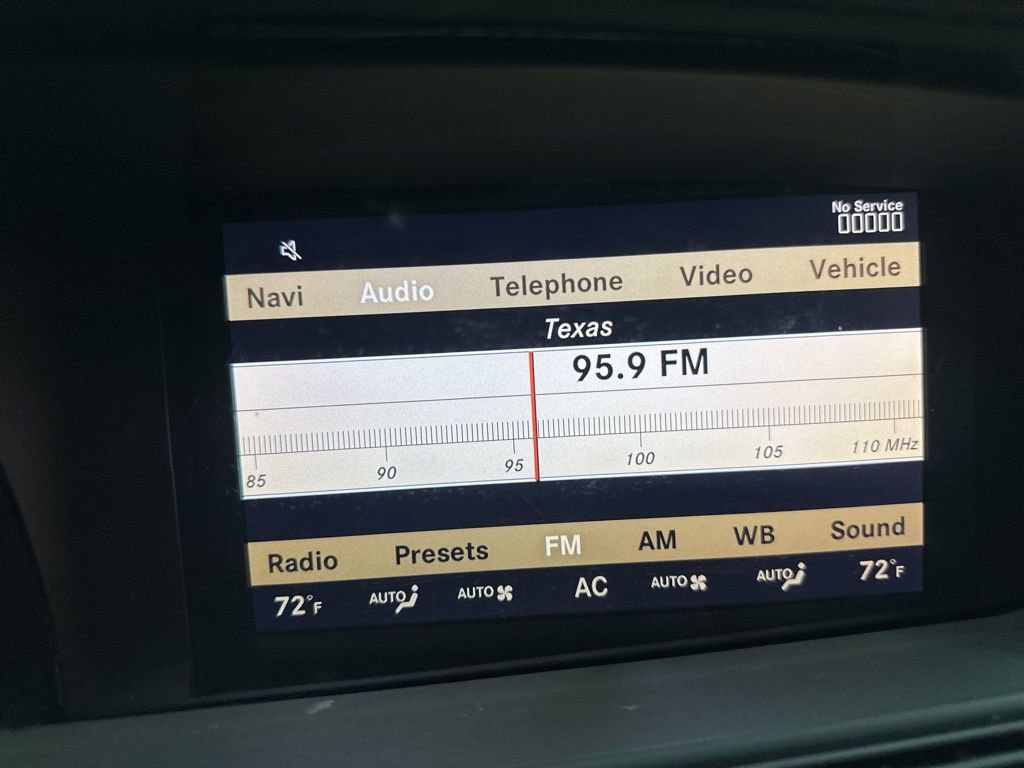 No Service
Navi Audio Telephone Video Vehicle
Texas
95.9 FM
85 90 95 100 105 110 MHz
Radio Presets FM AM WB Sound
72°F AUTO AUTO AC AUTO AUTO 72°F